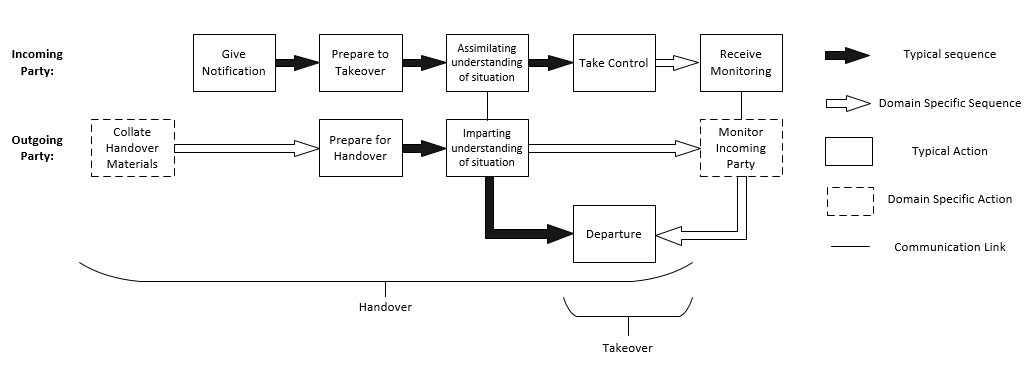 Incoming
Party:
Give
Notification
Prepare to
Takeover
Assimilating
understanding
of situation
Take Control
Receive
Monitoring
Outgoing
Party:
Collate
Handover
Materials
Prepare for
Handover
Imparting
understanding
of situation
Monitor
Incoming
Party
Departure
Handover
Takeover
Typical sequence
Domain Specific Sequence
Typical Action
Domain Specific Action
Communication Link